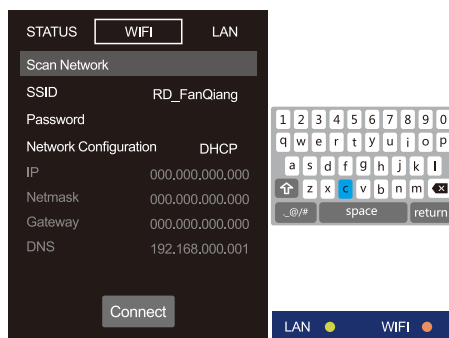 STATUS WIFI LAN
Scan Network
SSID RD_FanQiang
Password
Network Configuration DHCP
IP 000.000.000.000
Netmask 000.000.000.000
Gateway 000.000.000.000
DNS 192.168.000.001
Connect
1 2 3 4 5 6 7 8 9 0
q w e r t y u i o p
a s d f g h j k l
z x c v b n m
._@/# space return
LAN WIFI